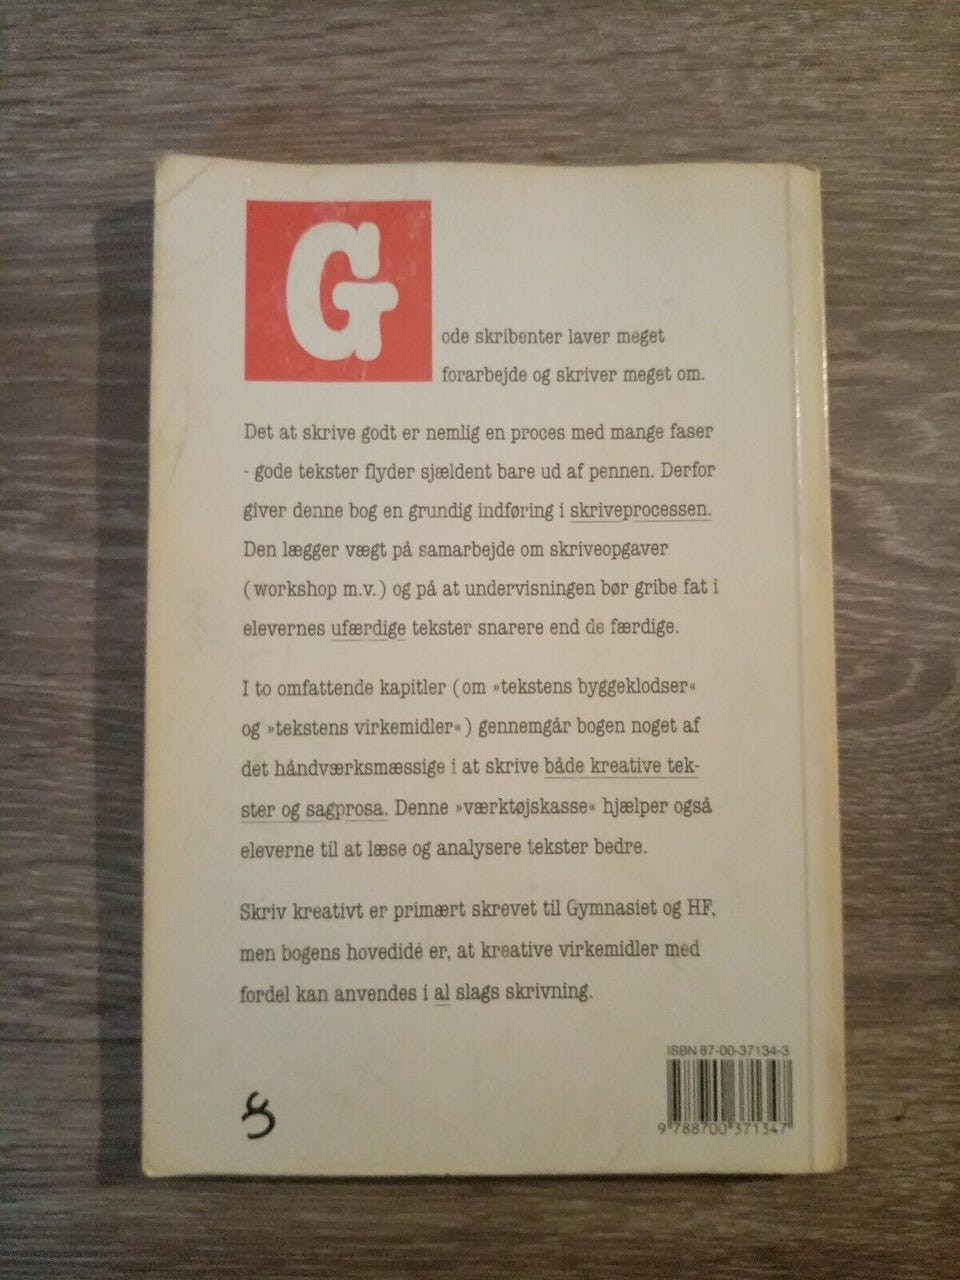 Gode skribenter laver meget
forarbejde og skriver meget om.
Det at skrive godt er nemlig en proces med mange faser
- gode tekster flyder sjældent bare ud af pennen. Derfor
giver denne bog en grundig indføring i skriveprocessen.
Den lægger vægt på samarbejde om skriveopgaver
(workshop m.v.) og på at undervisningen bør gribe fat i
elevernes ufærdige tekster snarere end de færdige.
I to omfattende kapitler (om »tekstens byggeklodser«
og »tekstens virkemidler«) gennemgår bogen noget af
det håndværksmæssige i at skrive både kreative tek-
ster og sagprosa. Denne »værktøjskasse« hjælper også
eleverne til at læse og analysere tekster bedre.
Skriv kreativt er primært skrevet til Gymnasiet og HF,
men bogens hovedidé er, at kreative virkemidler med
fordel kan anvendes i al slags skrivning.
ISBN 87-00-37134-3
9 788700 371347